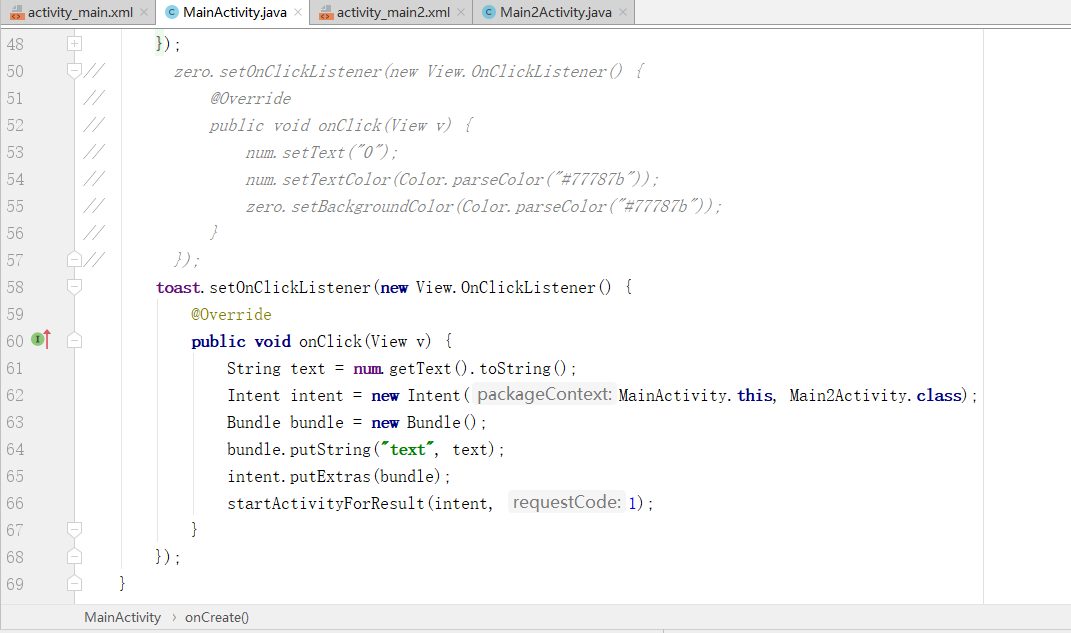 activity_main.xml × MainActivity.java × activity_main2.xml × Main2Activity.java ×
48 });
50 // zero.setOnClickListener(new View.OnClickListener() {
51 // @Override
52 // public void onClick(View v) {
53 // num.setText("0");
54 // num.setTextColor(Color.parseColor("#77787b"));
55 // zero.setBackgroundColor(Color.parseColor("#77787b"));
56 // }
57 // });
58 toast.setOnClickListener(new View.OnClickListener() {
59 @Override
60 public void onClick(View v) {
61 String text = num.getText().toString();
62 Intent intent = new Intent( packageContext: MainActivity.this, Main2Activity.class);
63 Bundle bundle = new Bundle();
64 bundle.putString("text", text);
65 intent.putExtras(bundle);
66 startActivityForResult(intent, requestCode: 1);
67 }
68 });
69 }
MainActivity › onCreate()